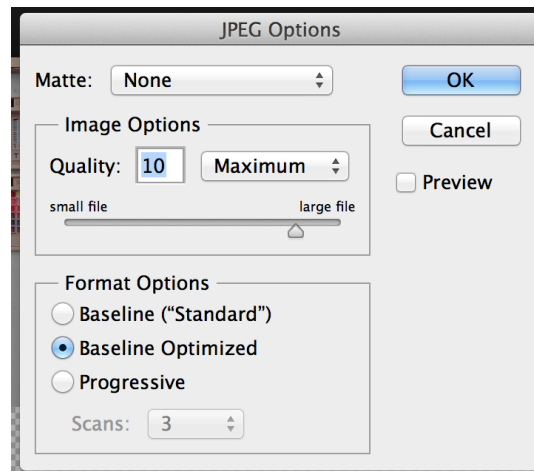 JPEG Options
Matte: None
OK
Image Options
Cancel
Quality: 10 Maximum
Preview
small file large file
Format Options
Baseline (“Standard”)
Baseline Optimized
Progressive
Scans: 3